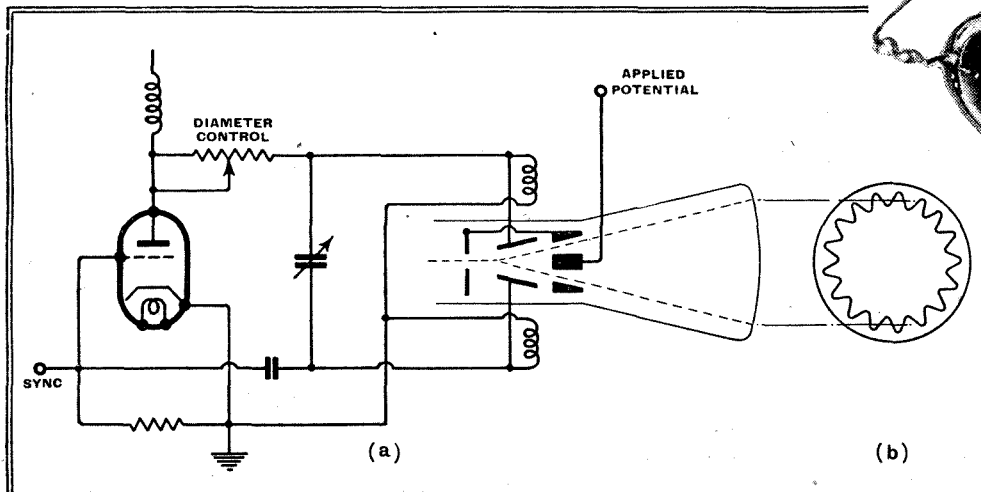 APPLIED
POTENTIAL
DIAMETER
CONTROL
SYNC
(a)
(b)